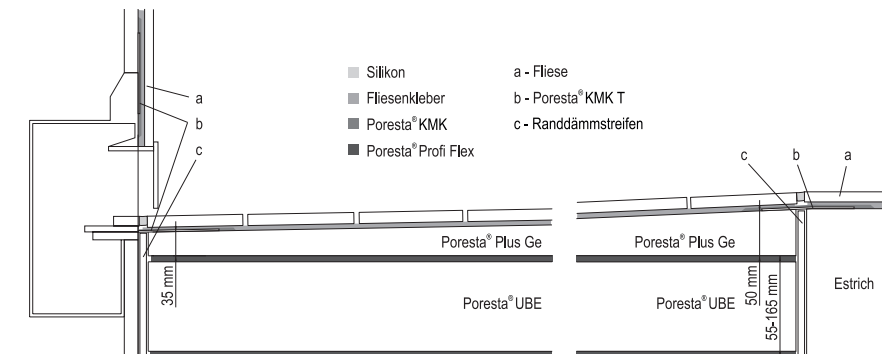 Silikon
Fliesenkleber
Poresta® KMK
Poresta® Profi Flex
a - Fliese
b - Poresta® KMK T
c - Randdämmstreifen
a
b
c
c
b
a
Poresta® Plus Ge
Poresta® Plus Ge
35 mm
50 mm
Poresta® UBE
Poresta® UBE
55-165 mm
Estrich